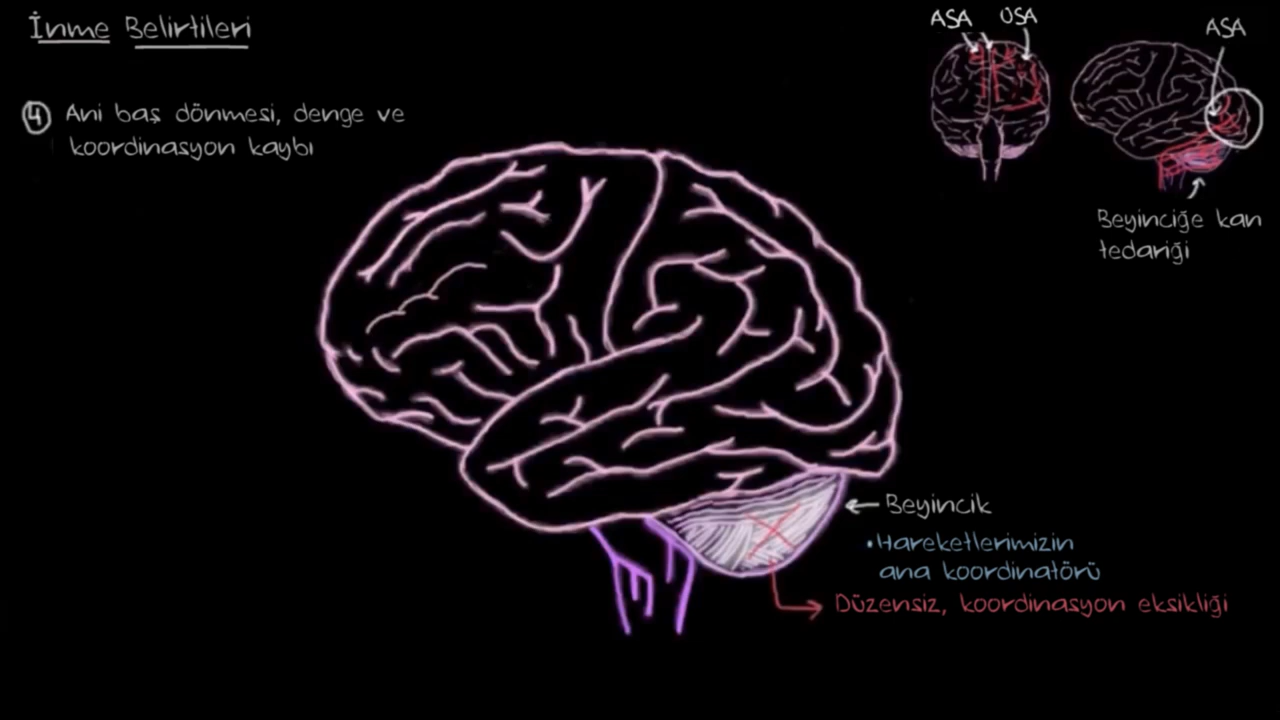 İnme Belirtileri
4 Ani baş dönmesi, denge ve
koordinasyon kaybı
ASA
OSA
ASA
Beyinciğe kan
tedariği
Beyincik
•Hareketlerimizin
ana koordinatörü
Düzensiz, koordinasyon eksikliği